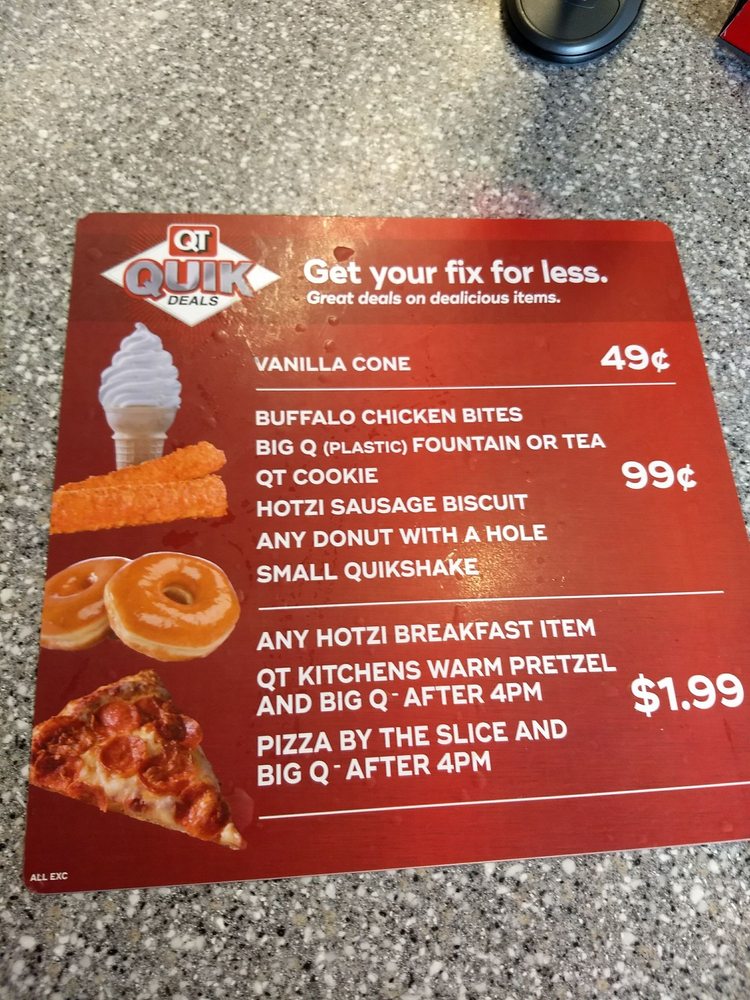 QT
QUIK
DEALS
Get your fix for less.
Great deals on dealicious items.
VANILLA CONE
49¢
BUFFALO CHICKEN BITES
BIG Q (PLASTIC) FOUNTAIN OR TEA
QT COOKIE
99¢
HOTZI SAUSAGE BISCUIT
ANY DONUT WITH A HOLE
SMALL QUIKSHAKE
ANY HOTZI BREAKFAST ITEM
QT KITCHENS WARM PRETZEL
AND BIG Q - AFTER 4PM
$1.99
PIZZA BY THE SLICE AND
BIG Q - AFTER 4PM
ALL EXC